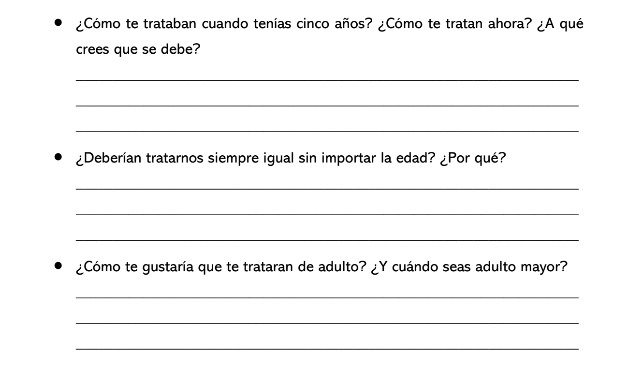 • ¿Cómo te trataban cuando tenías cinco años? ¿Cómo te tratan ahora? ¿A qué
crees que se debe?
• ¿Deberían tratarnos siempre igual sin importar la edad? ¿Por qué?
• ¿Cómo te gustaría que te trataran de adulto? ¿Y cuándo seas adulto mayor?